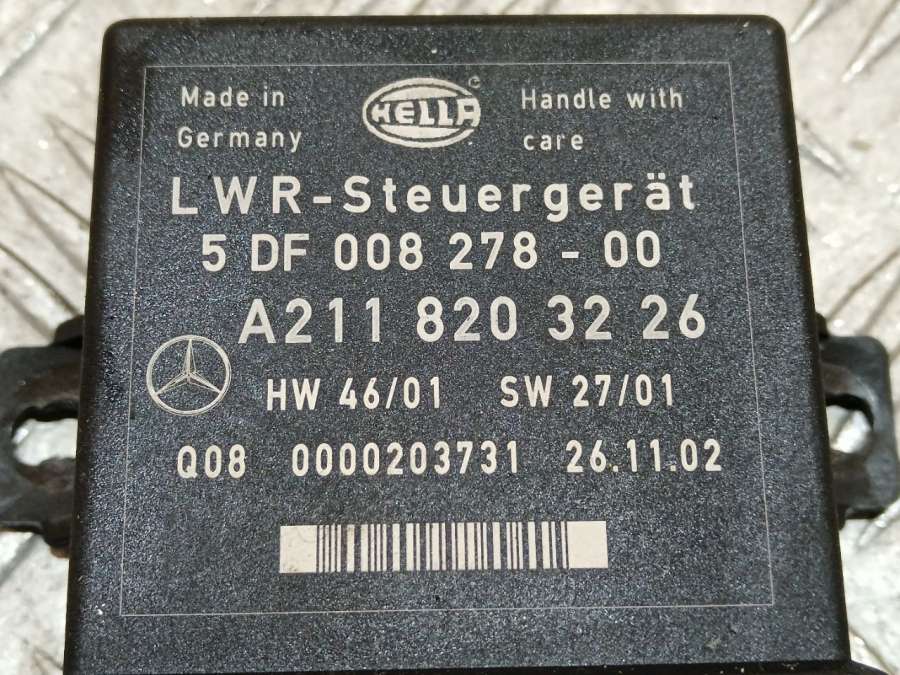 Made in Germany
HELLA
©
Handle with care
LWR-Steuergerät
5 DF 008 278 - 00
A211 820 32 26
HW 46/01 SW 27/01
Q08 0000203731 26.11.02